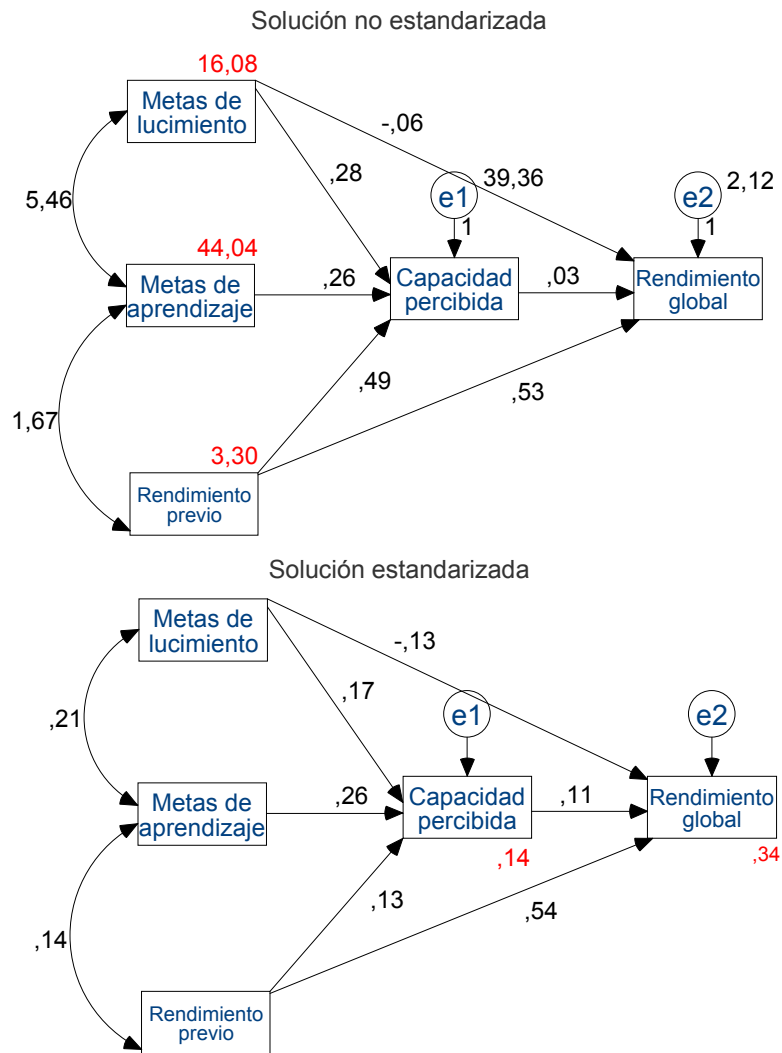 Solución no estandarizada
16,08
Metas de
lucimiento
-,06
,28
39,36
e1
1
2,12
e2
1
5,46
44,04
Metas de
aprendizaje
,26
Capacidad
percibida
,03
Rendimiento
global
,49
,53
1,67
3,30
Rendimiento
previo
Solución estandarizada
Metas de
lucimiento
-,13
,17
e1
e2
,21
Metas de
aprendizaje
,26
Capacidad
percibida
,11
Rendimiento
global
,14
,34
,13
,54
,14
Rendimiento
previo